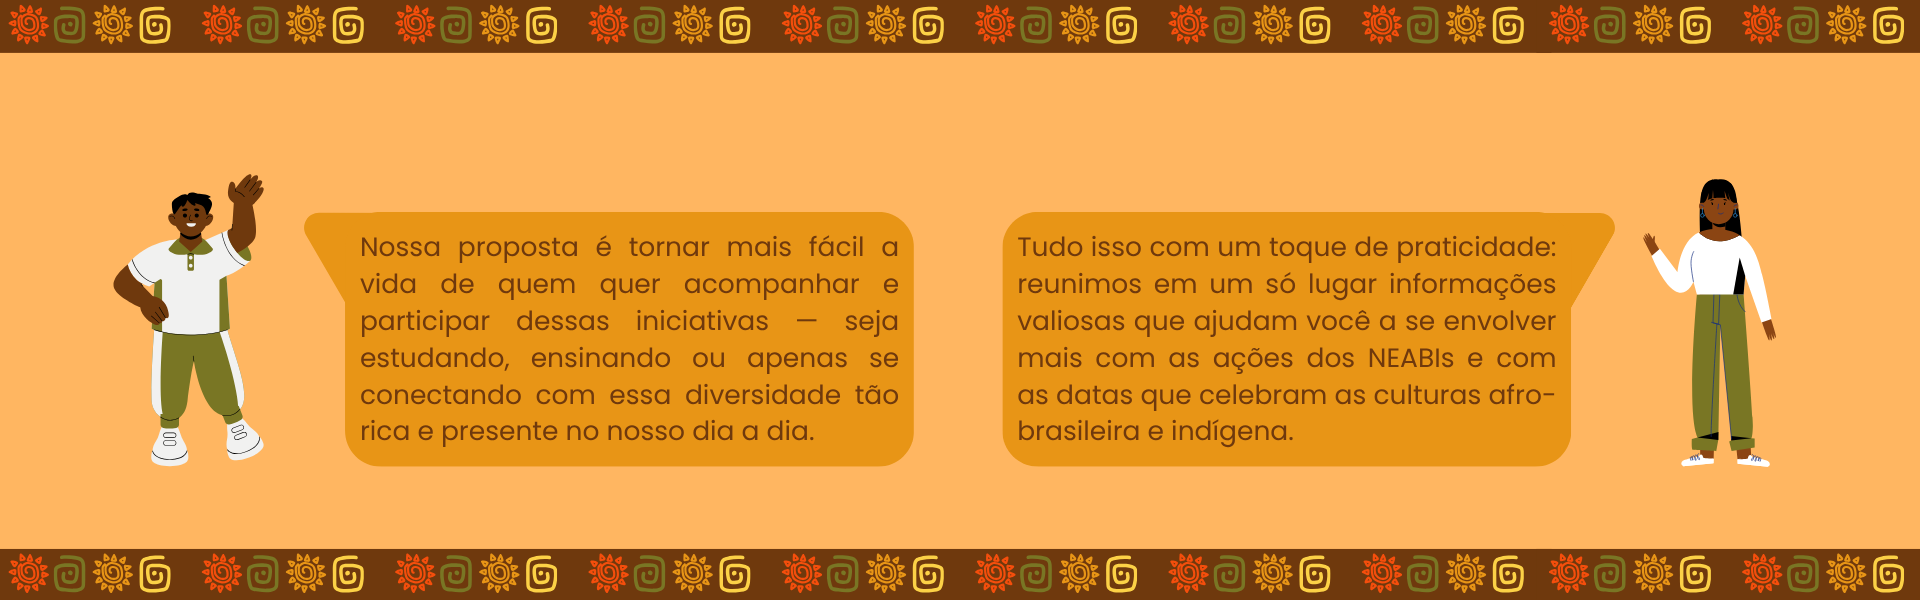 Nossa proposta é tornar mais fácil a
vida de quem quer acompanhar e
participar dessas iniciativas — seja
estudando, ensinando ou apenas se
conectando com essa diversidade tão
rica e presente no nosso dia a dia.
Tudo isso com um toque de praticidade:
reunimos em um só lugar informações
valiosas que ajudam você a se envolver
mais com as ações dos NEABIs e com
as datas que celebram as culturas afro-
brasileira e indígena.